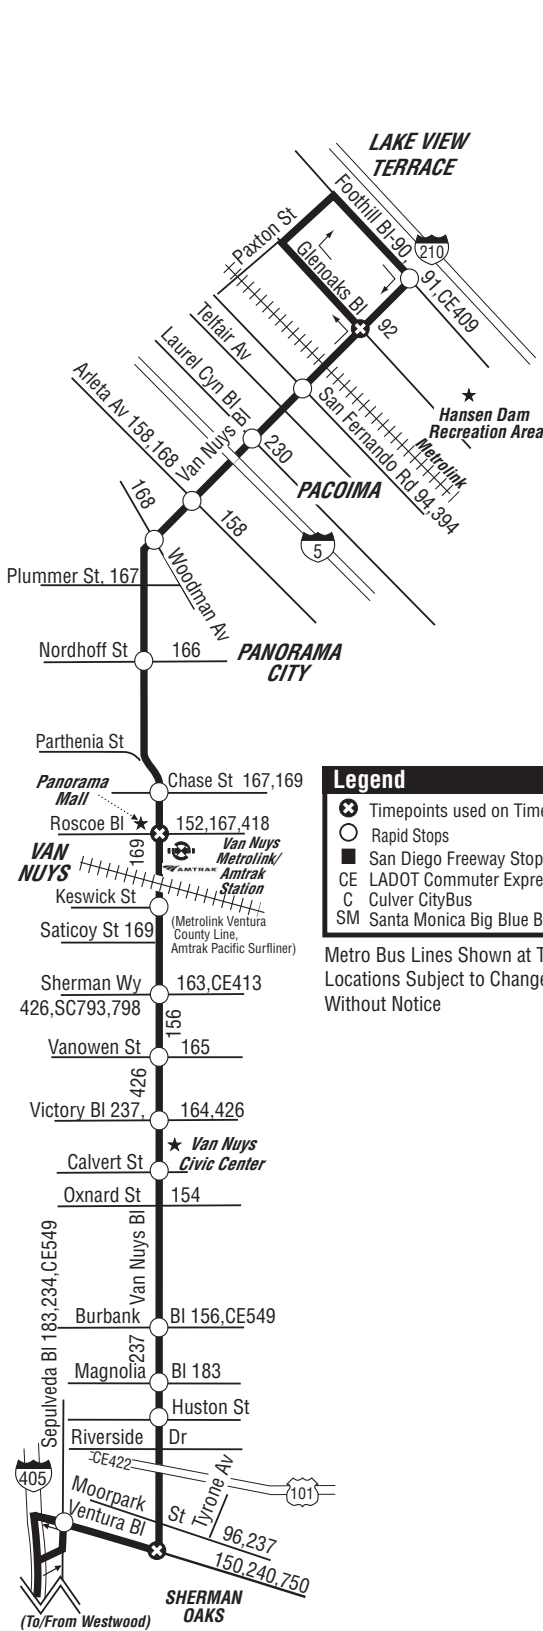 LAKE VIEW
TERRACE
Foothill Bl-90,
91,CE409
210
Paxton St
Glenoaks Bl
92
Telfair Av
Laurel Cyn Bl
Arleta Av 158,168
Van Nuys Bl
230
San Fernando Rd 94,394
Metrolink
Hansen Dam
Recreation Area
PACOIMA
168
158
5
Woodman Av
Plummer St, 167
Nordhoff St 166
PANORAMA
CITY
Parthenia St
Panorama
Mall
Chase St 167,169
Roscoe Bl 152,167,418
VAN
NUYS
169
AMTRAK
Van Nuys
Metrolink/
Amtrak
Station
Keswick St
(Metrolink Ventura
County Line,
Amtrak Pacific Surfliner)
Saticoy St 169
Sherman Wy 163,CE413
426,SC793,798
156
Vanowen St 165
426
Victory Bl 237, 164,426
Van Nuys
Civic Center
Calvert St
Oxnard St 154
Van Nuys Bl
Sepulveda Bl 183,234,CE549
Burbank Bl 156,CE549
237
Magnolia Bl 183
Huston St
Riverside Dr
CE422
101
405
Tyrone Av
Moorpark St
96,237
Ventura Bl
150,240,750
SHERMAN
OAKS
(To/From Westwood)
Legend
Timepoints used on Time
Rapid Stops
San Diego Freeway Stop
CE LADOT Commuter Expre
C Culver CityBus
SM Santa Monica Big Blue B
Metro Bus Lines Shown at T
Locations Subject to Change
Without Notice